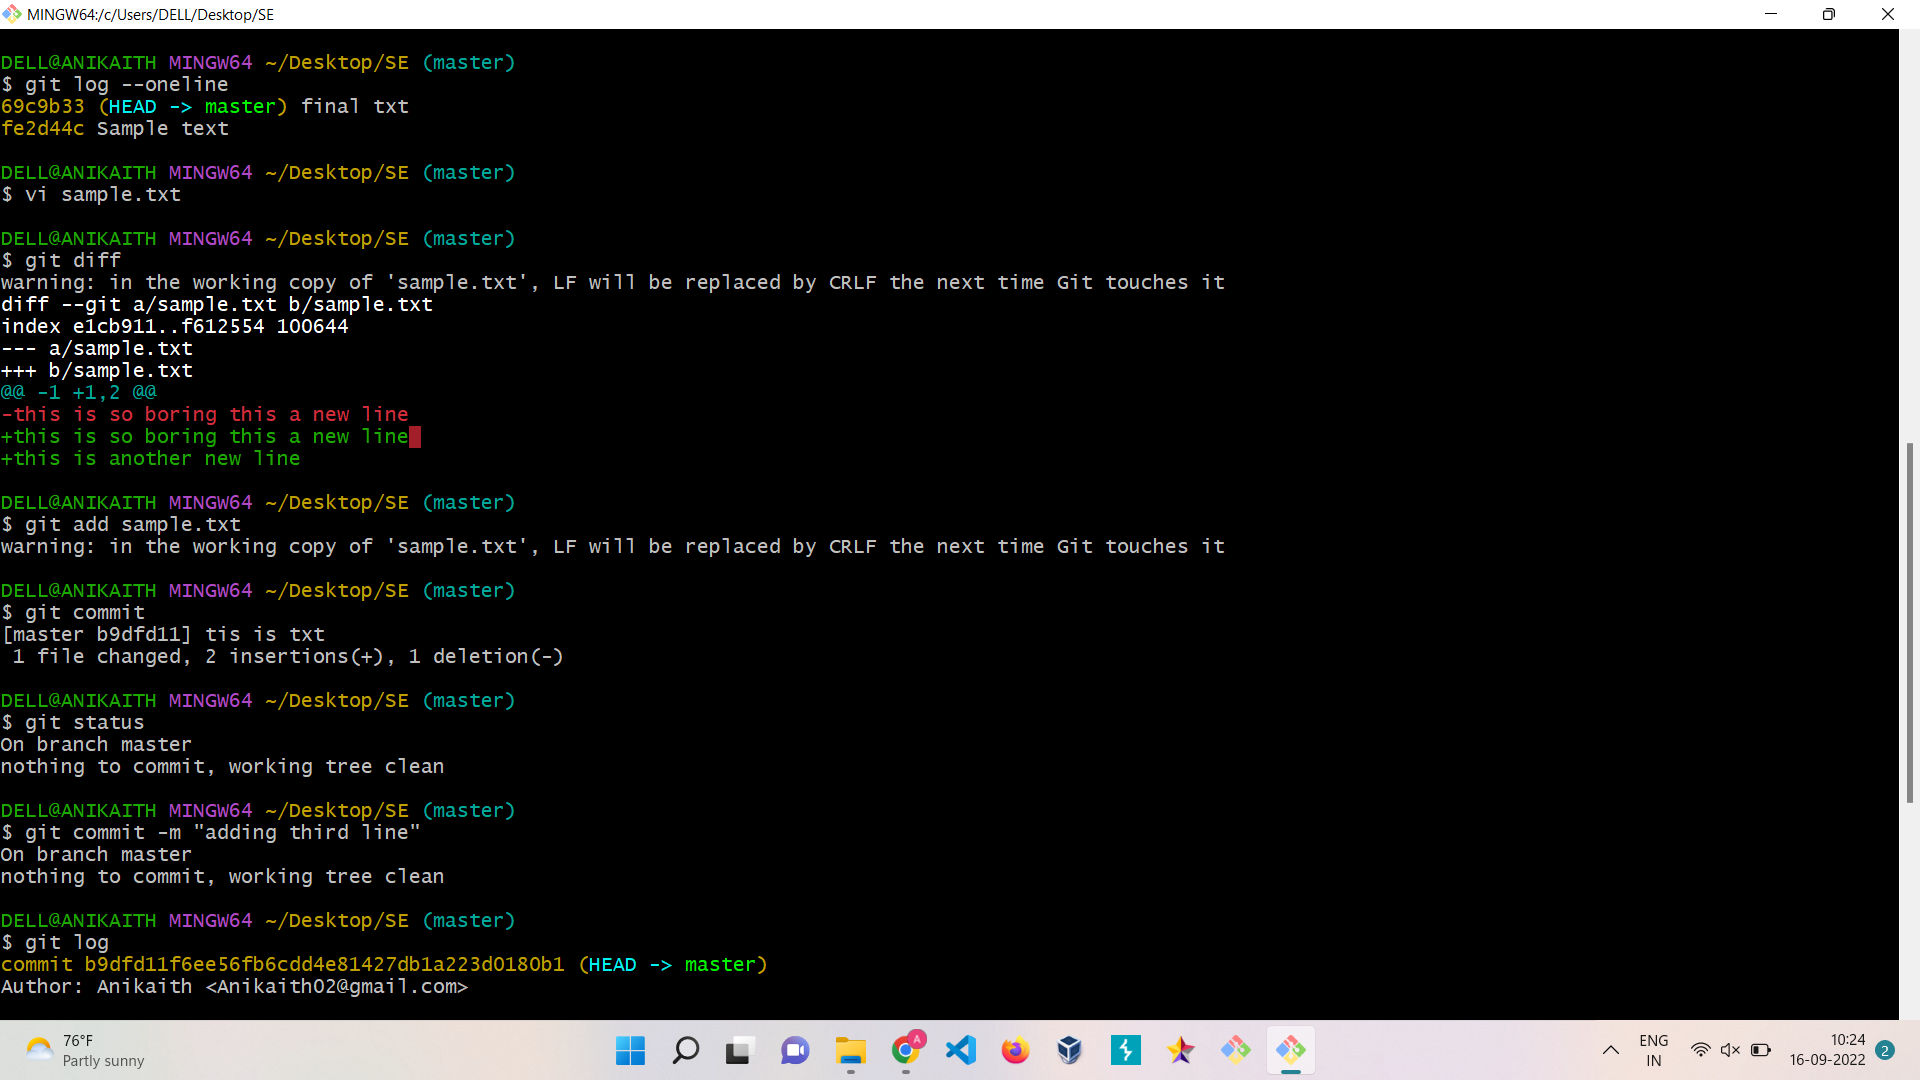 MINGW64:/c/Users/DELL/Desktop/SE
DELL@ANIKAITH MINGW64 ~/Desktop/SE (master)
$ git log --oneline
69c9b33 (HEAD -> master) final txt
fe2d44c Sample text
DELL@ANIKAITH MINGW64 ~/Desktop/SE (master)
$ vi sample.txt
DELL@ANIKAITH MINGW64 ~/Desktop/SE (master)
$ git diff
warning: in the working copy of 'sample.txt', LF will be replaced by CRLF the next time Git touches it
diff --git a/sample.txt b/sample.txt
index e1cb911..f612554 100644
--- a/sample.txt
+++ b/sample.txt
@@ -1 +1,2 @@
-this is so boring this a new line
+this is so boring this a new line
+this is another new line
DELL@ANIKAITH MINGW64 ~/Desktop/SE (master)
$ git add sample.txt
warning: in the working copy of 'sample.txt', LF will be replaced by CRLF the next time Git touches it
DELL@ANIKAITH MINGW64 ~/Desktop/SE (master)
$ git commit
[master b9dfd11] tis is txt
 1 file changed, 2 insertions(+), 1 deletion(-)
DELL@ANIKAITH MINGW64 ~/Desktop/SE (master)
$ git status
On branch master
nothing to commit, working tree clean
DELL@ANIKAITH MINGW64 ~/Desktop/SE (master)
$ git commit -m "adding third line"
On branch master
nothing to commit, working tree clean
DELL@ANIKAITH MINGW64 ~/Desktop/SE (master)
$ git log
commit b9dfd11f6ee56fb6cdd4e81427db1a223d0180b1 (HEAD -> master)
Author: Anikaith <Anikaith02@gmail.com>
76°F
Partly sunny
A
ENG
IN
10:24
16-09-2022
2